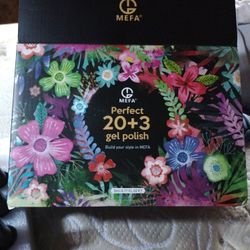 MEFA®
MEFA®
Perfect
20+3
gel polish
Build your style in MEFA